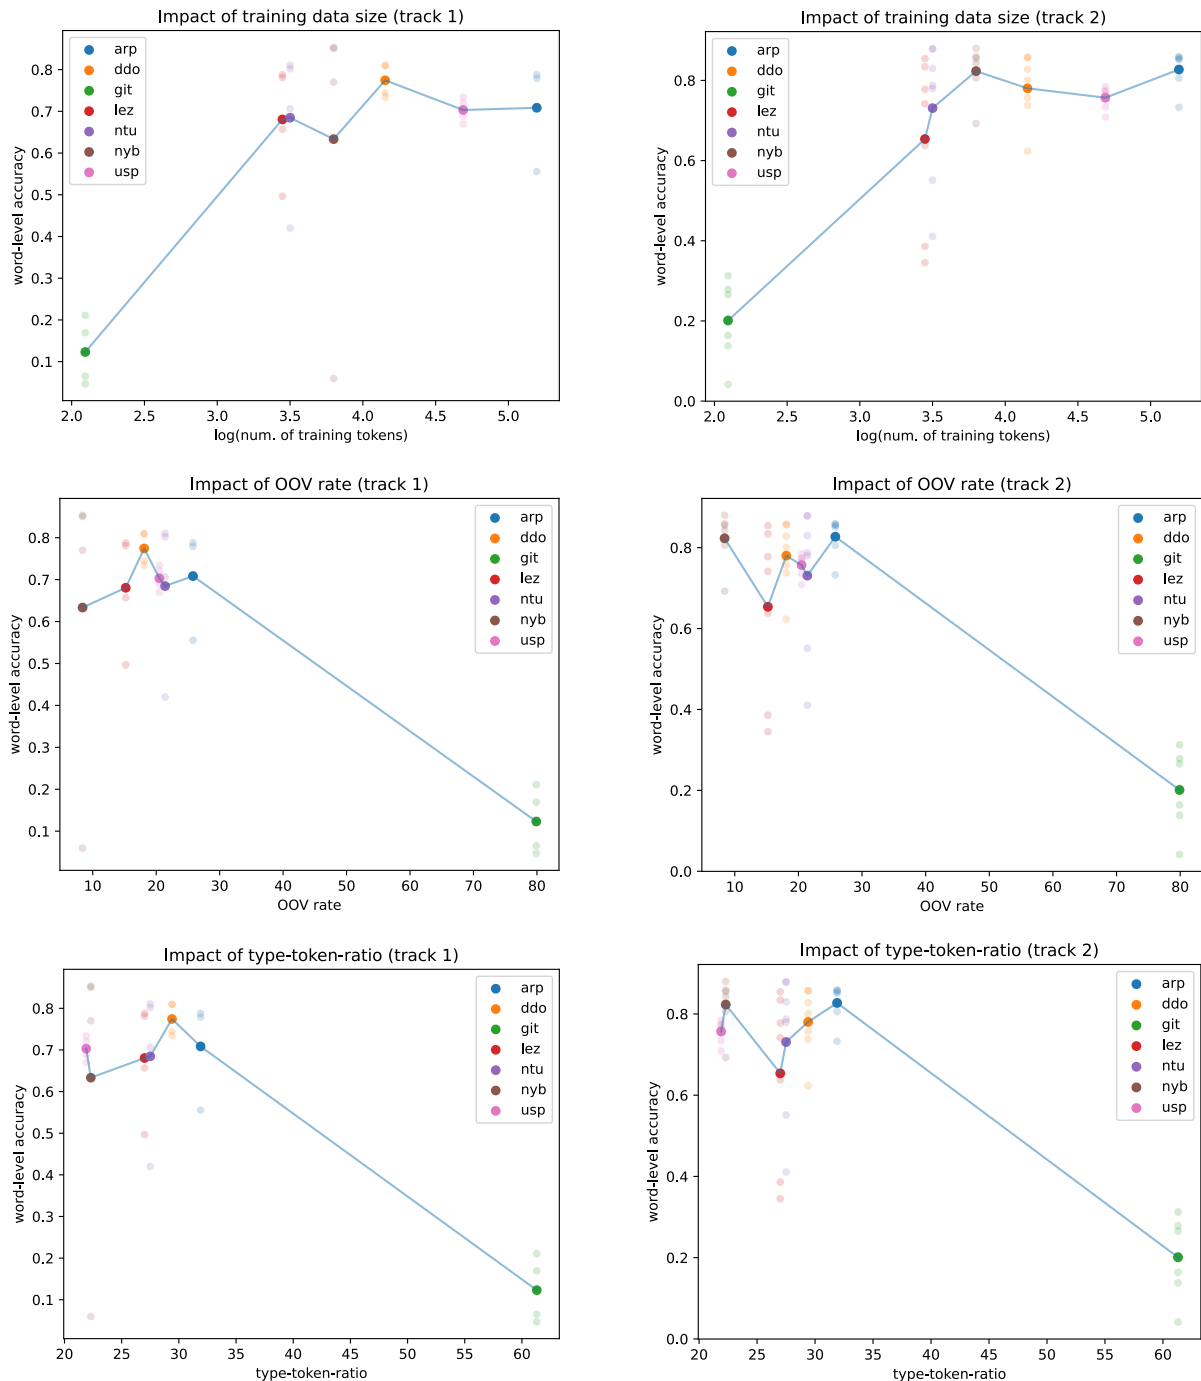 Impact of training data size (track 1)
arp
ddo
git
lez
ntu
nyb
usp
word-level accuracy
0.8
0.7
0.6
0.5
0.4
0.3
0.2
0.1
2.0 2.5 3.0 3.5 4.0 4.5 5.0
log(num. of training tokens)
Impact of training data size (track 2)
arp
ddo
git
lez
ntu
nyb
usp
word-level accuracy
0.8
0.6
0.4
0.2
0.0
2.0 2.5 3.0 3.5 4.0 4.5 5.0
log(num. of training tokens)
Impact of OOV rate (track 1)
arp
ddo
git
lez
ntu
nyb
usp
word-level accuracy
0.8
0.7
0.6
0.5
0.4
0.3
0.2
0.1
10 20 30 40 50 60 70 80
OOV rate
Impact of OOV rate (track 2)
arp
ddo
git
lez
ntu
nyb
usp
word-level accuracy
0.8
0.6
0.4
0.2
0.0
10 20 30 40 50 60 70 80
OOV rate
Impact of type-token-ratio (track 1)
arp
ddo
git
lez
ntu
nyb
usp
word-level accuracy
0.8
0.7
0.6
0.5
0.4
0.3
0.2
0.1
20 25 30 35 40 45 50 55 60
type-token-ratio
Impact of type-token-ratio (track 2)
arp
ddo
git
lez
ntu
nyb
usp
word-level accuracy
0.8
0.6
0.4
0.2
0.0
20 25 30 35 40 45 50 55 60
type-token-ratio